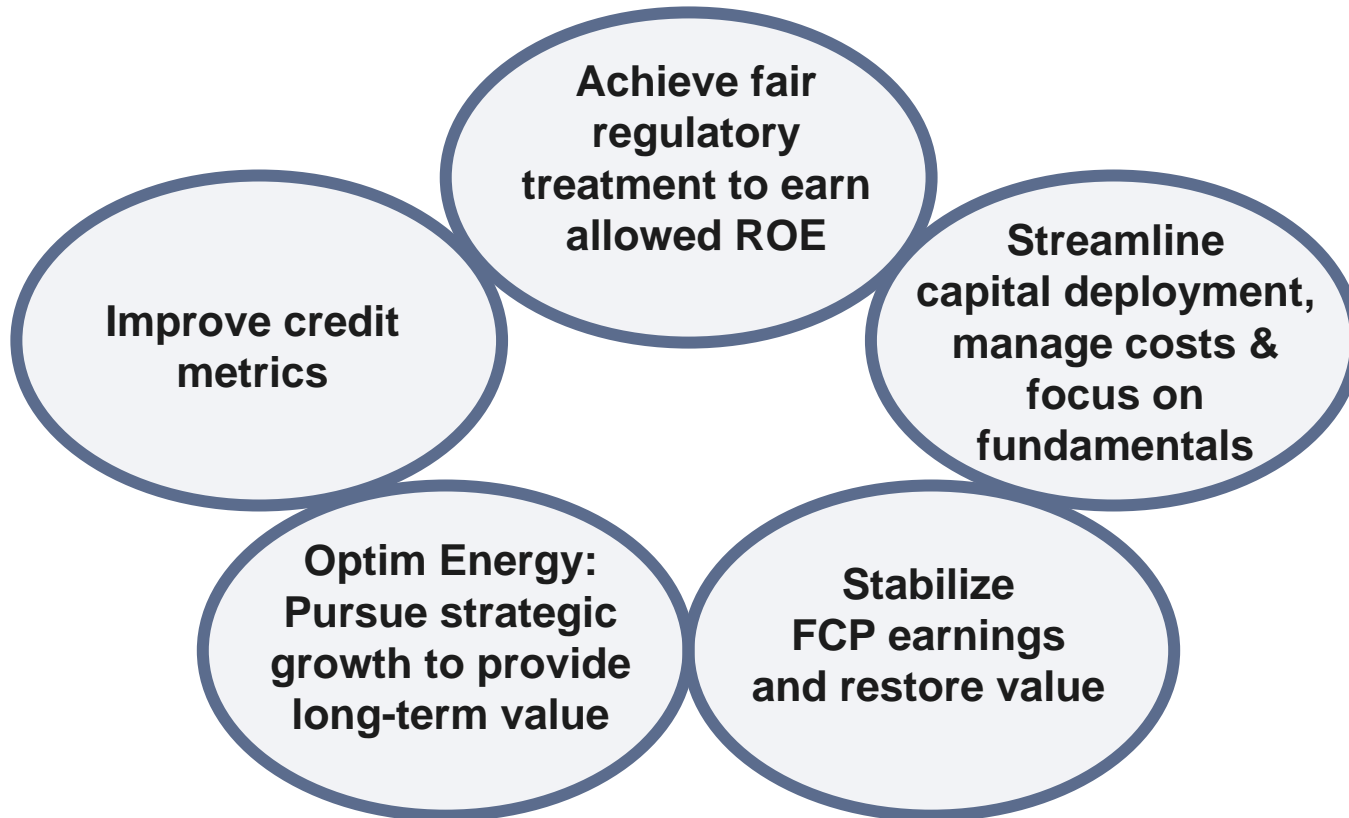 Achieve fair
regulatory
treatment to earn
allowed ROE
Streamline
capital deployment,
manage costs &
focus on
fundamentals
Improve credit
metrics
Optim Energy:
Pursue strategic
growth to provide
long-term value
Stabilize
FCP earnings
and restore value